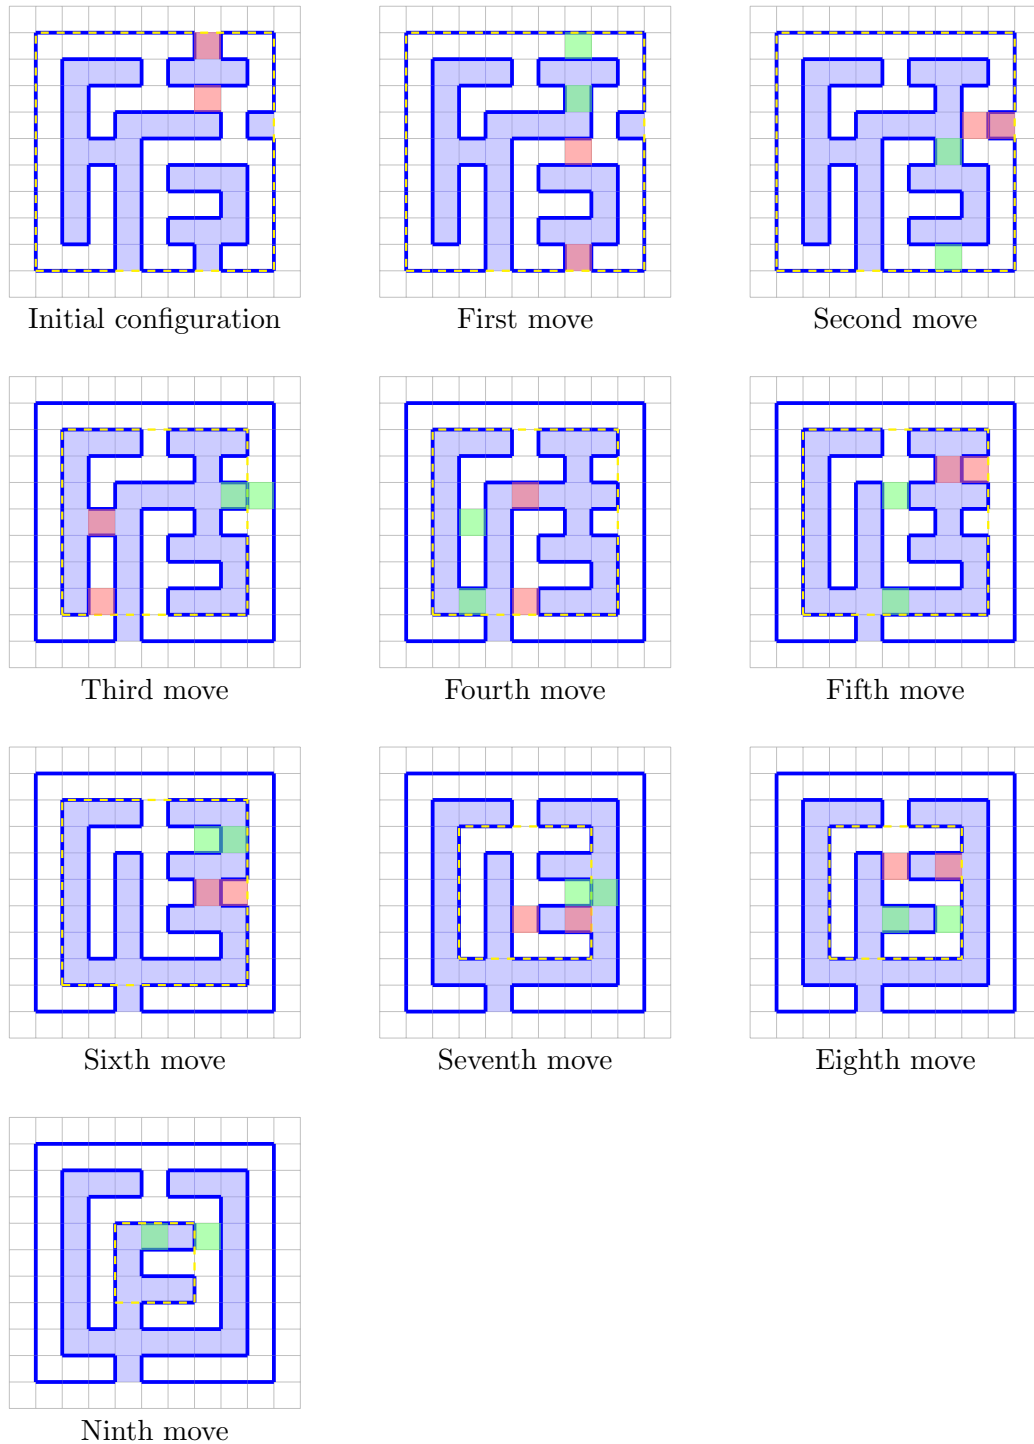 Initial configuration
First move
Second move
Third move
Fourth move
Fifth move
Sixth move
Seventh move
Eighth move
Ninth move